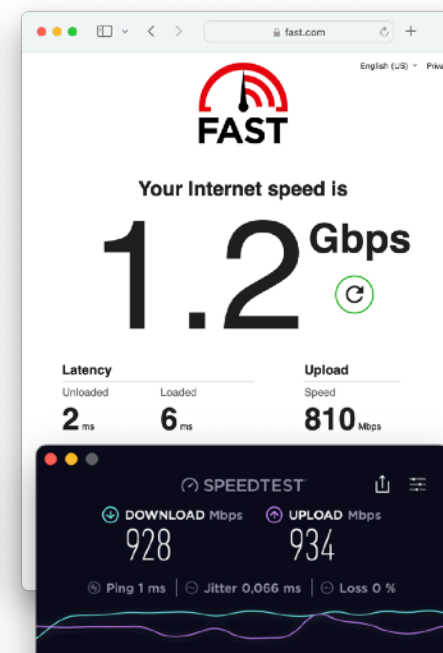 fast.com
English (US)
FAST
Your Internet speed is
1.2 Gbps
Latency Upload
Unloaded Loaded Speed
2 ms 6 ms 810 Mbps
SPEEDTEST
DOWNLOAD Mbps UPLOAD Mbps
928 934
Ping 1 ms Jitter 0,066 ms Loss 0 %